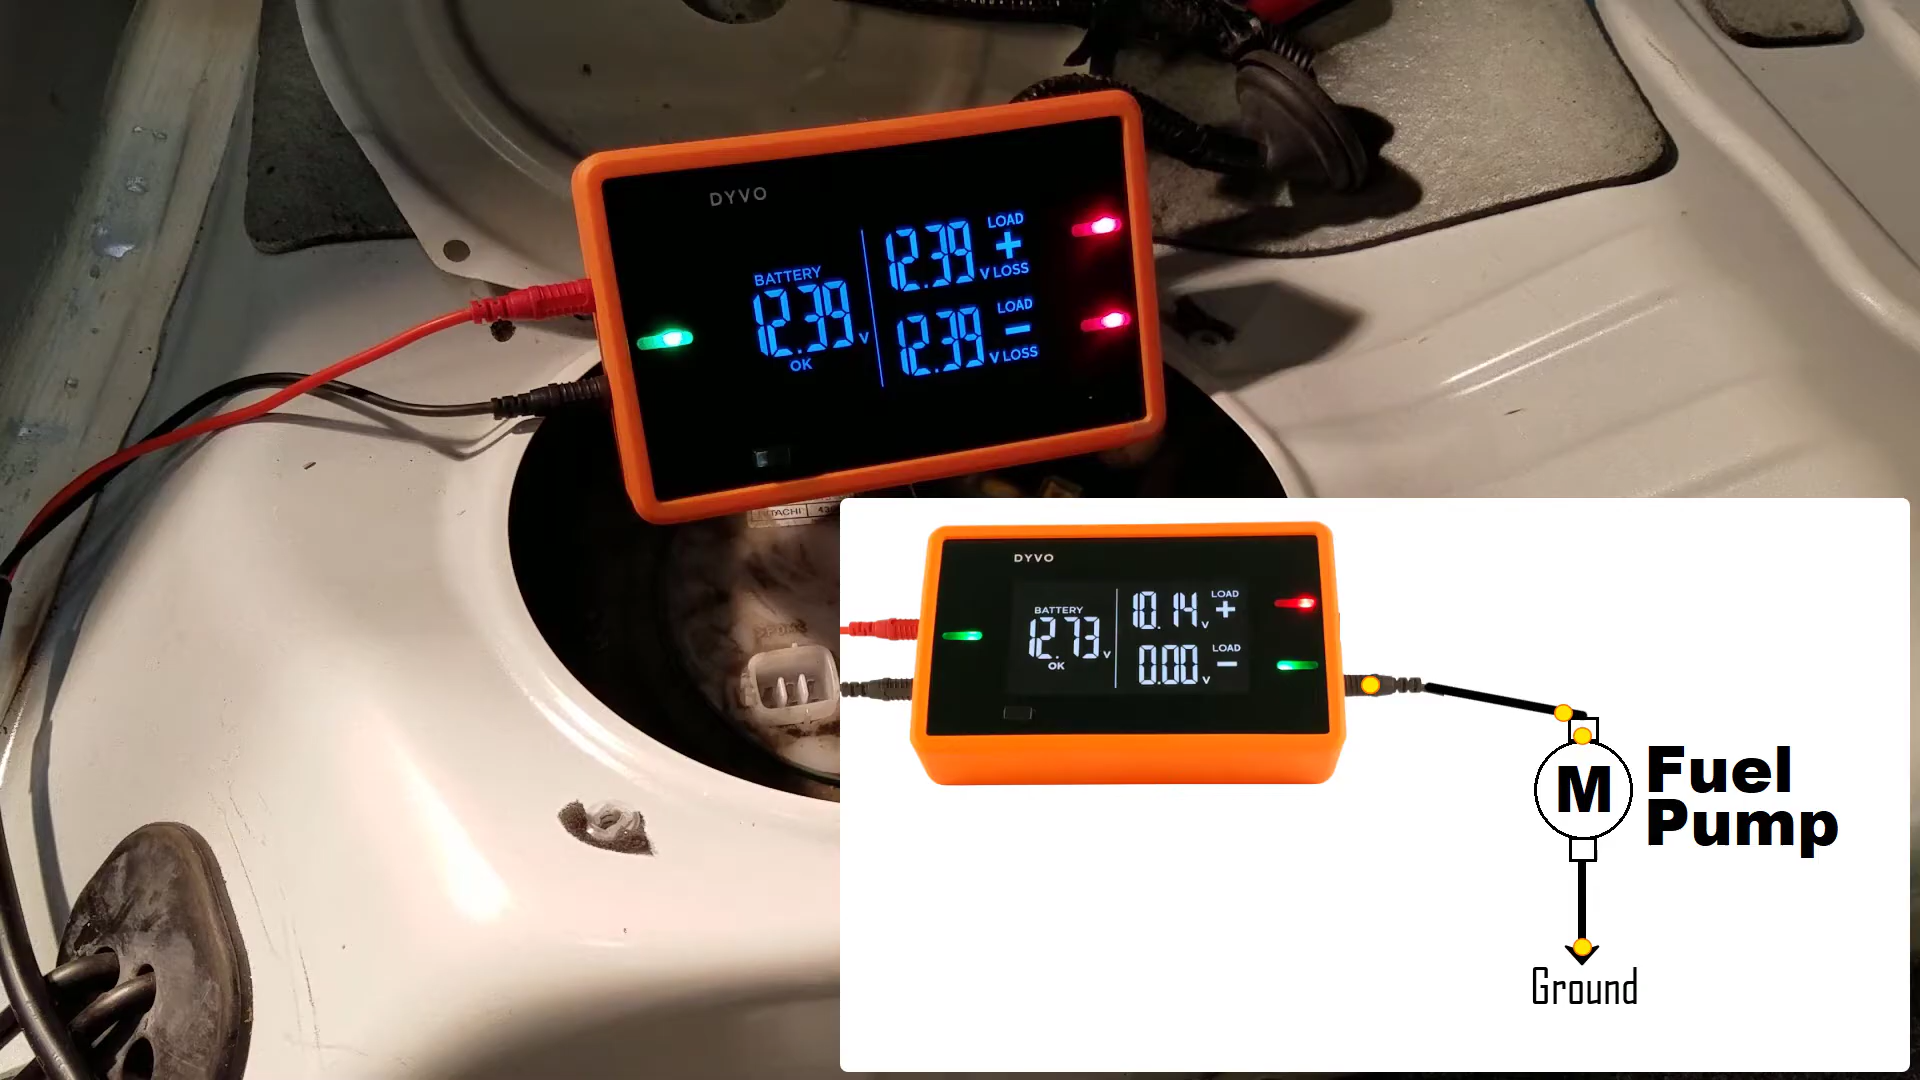 DYVO
BATTERY
12.39 V
OK
12.39 LOAD + V LOSS
12.39 LOAD - V LOSS
DYVO
BATTERY
12.73 V
OK
10.14 V LOAD +
0.00 V LOAD -
M
Fuel
Pump
Ground